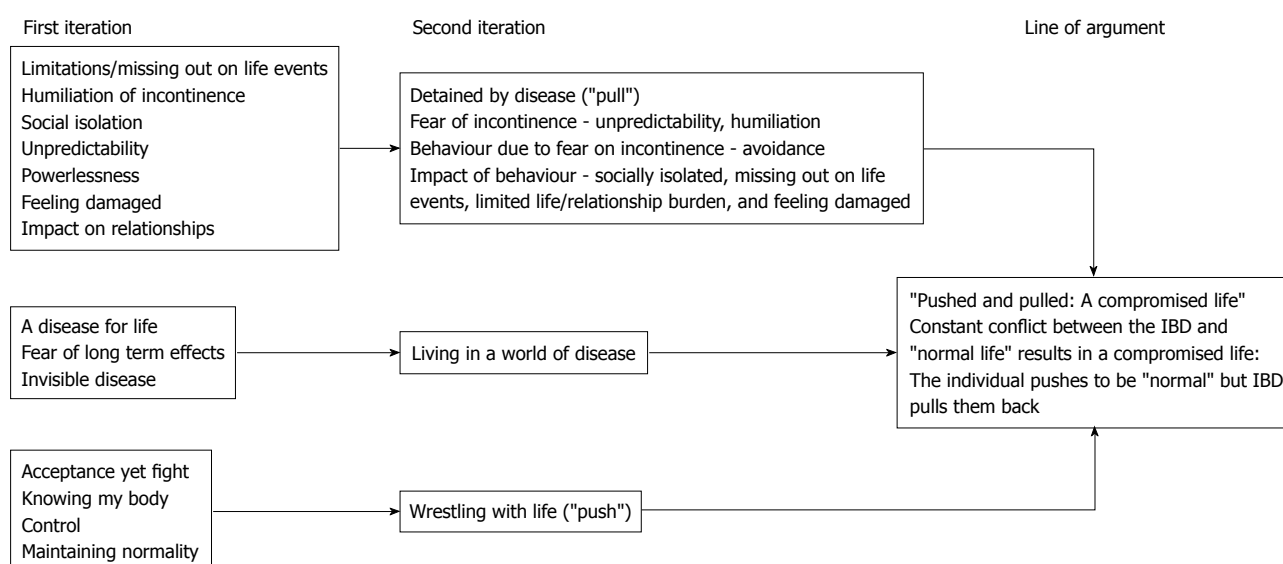 First iteration
Second iteration
Line of argument
Limitations/missing out on life events
Humiliation of incontinence
Social isolation
Unpredictability
Powerlessness
Feeling damaged
Impact on relationships
Detained by disease ("pull")
Fear of incontinence - unpredictability, humiliation
Behaviour due to fear on incontinence - avoidance
Impact of behaviour - socially isolated, missing out on life
events, limited life/relationship burden, and feeling damaged
A disease for life
Fear of long term effects
Invisible disease
Living in a world of disease
"Pushed and pulled: A compromised life"
Constant conflict between the IBD and
"normal life" results in a compromised life:
The individual pushes to be "normal" but IBD
pulls them back
Acceptance yet fight
Knowing my body
Control
Maintaining normality
Wrestling with life ("push")